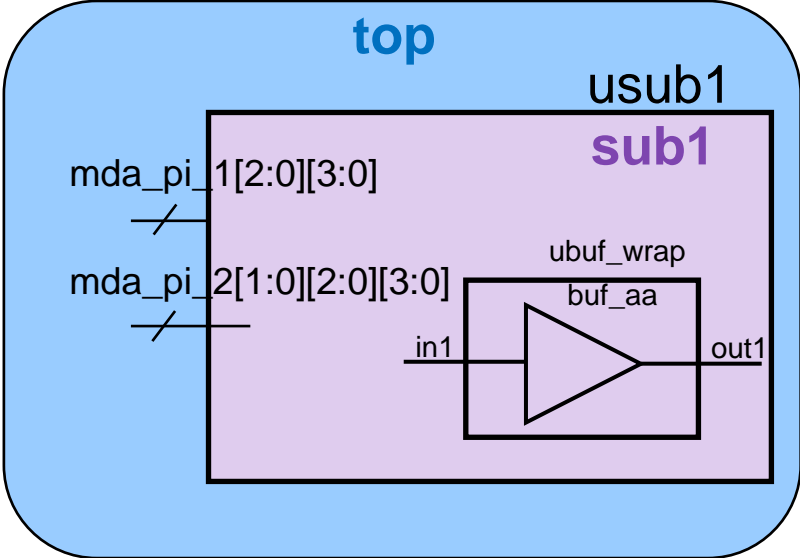 top
usub1
sub1
mda_pi_1[2:0][3:0]
mda_pi_2[1:0][2:0][3:0]
ubuf_wrap
buf_aa
in1
out1